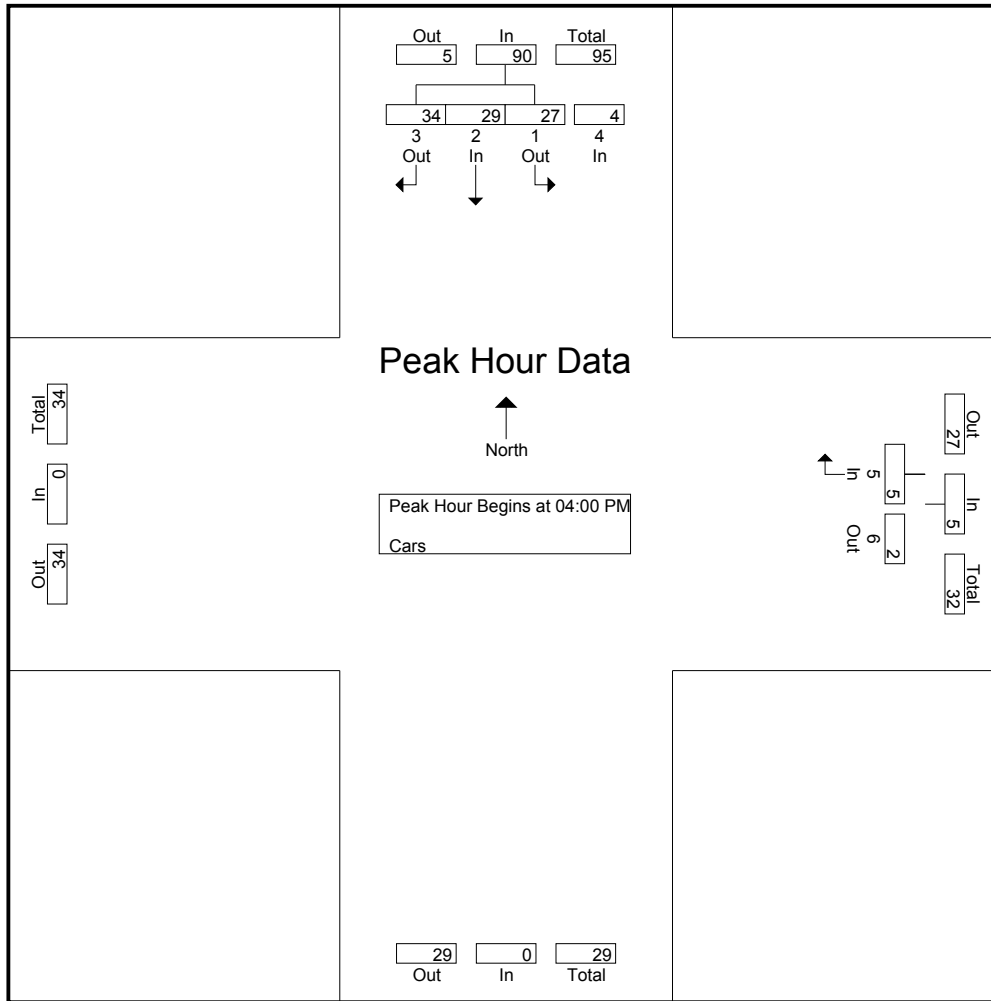 Out In Total
5 90 95
34 29 27 4
3 2 1 4
Out In Out In
Peak Hour Data
North
Peak Hour Begins at 04:00 PM
Cars
Total 34
In 0
Out 34
Out 27
In 5
Total 32
5 In 5
6 Out 2
29 0 29
Out In Total